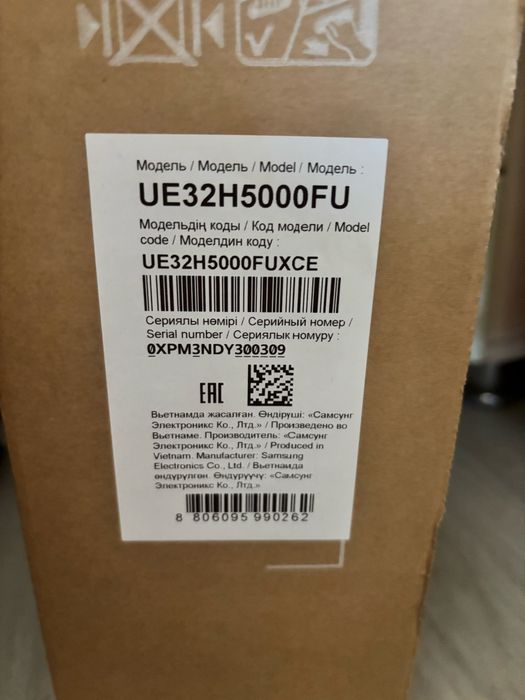 Модель / Модель / Model / Модель :
UE32H5000FU
Модельдің коды / Код модели / Model
code / Моделдин коду :
UE32H5000FUXCE
Сериялы нөмірі / Серийный номер /
Serial number / Сериялык номуру :
0XPM3NDY300309
EAC
Вьетнамда жасалған. Өндіруші: «Самсунг
Электроникс Ко., Лтд.» / Произведено во
Вьетнаме. Производитель: «Самсунг
Электроникс Ко., Лтд.» / Produced in
Vietnam. Manufacturer: Samsung
Electronics Co., Ltd. / Вьетнамда
өндүрүлгөн. Өндүрүүчү: «Самсунг
Электроникс Ко., Лтд.»
8 806095 990262